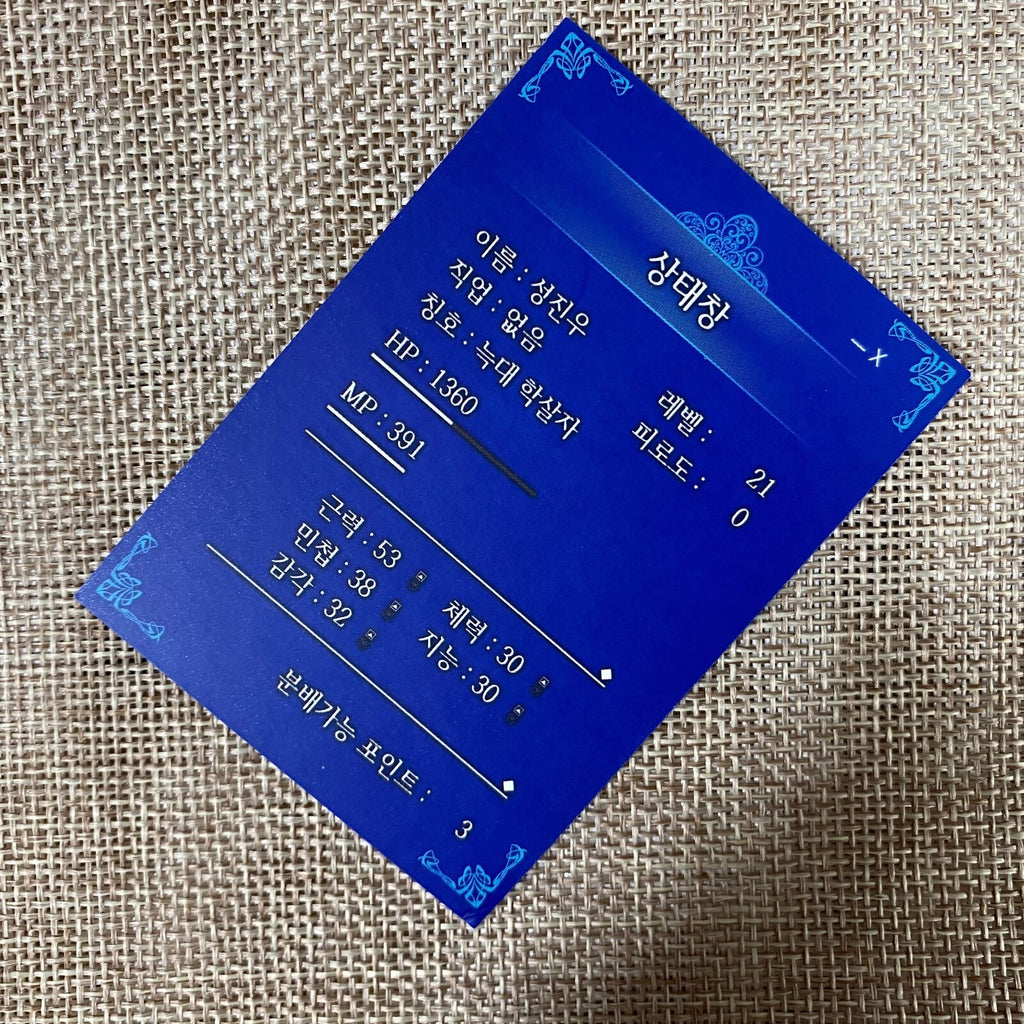 상태창
– X
이름 : 성진우
직업 : 없음
칭호 : 늑대 학살자
레벨 : 21
피로도 : 0
HP : 1360
MP : 391
근력 : 53 체력 : 30
민첩 : 38 지능 : 30
감각 : 32
분배가능 포인트 : 3